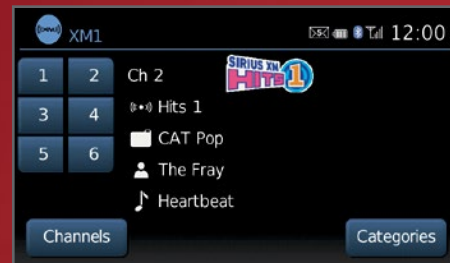 XM1
12:00
1 2
3 4
5 6
Ch 2
SIRIUS XM
HITS 1
Hits 1
CAT Pop
The Fray
Heartbeat
Channels
Categories